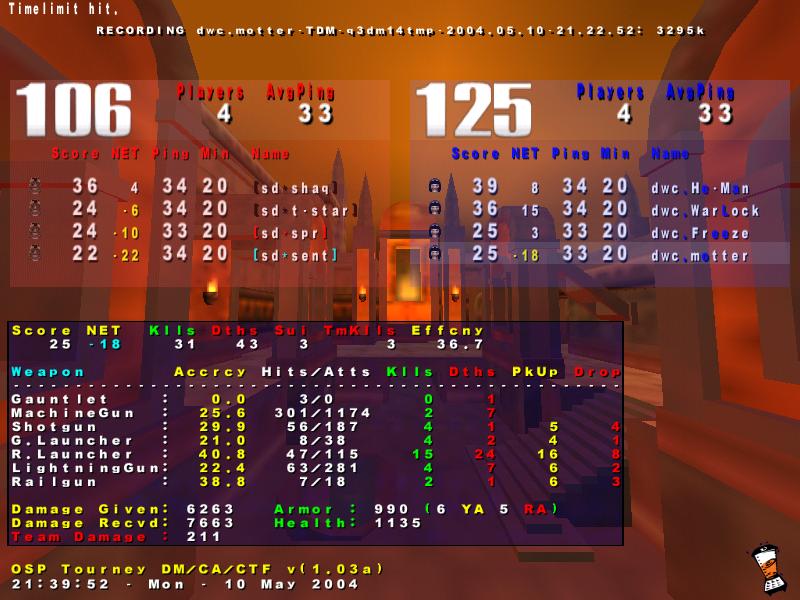 Timelimit hit.
RECORDING dwc.motter-TDM-q3dm14tmp-2004.05.10-21.22.52: 3295k
106 Players AvgPing
4 33
Score NET Ping Min Name
36 4 34 20 [sd*shaq]
24 -6 34 20 [sd*t-star]
24 -10 33 20 [sd*spr]
22 -22 34 20 [sd*sent]
125 Players AvgPing
4 33
Score NET Ping Min Name
39 8 34 20 dwc.He-Man
36 15 34 20 dwc.WarLock
25 3 33 20 dwc.Freeze
25 -18 33 20 dwc.motter
Score NET Klls Dths Sui TmKlls Effcny
25 -18 31 43 3 3 36.7
Weapon Accrcy Hits/Atts Klls Dths PkUp Drop
Gauntlet : 0.0 3/0 0 1
MachineGun : 25.6 301/1174 2 7
Shotgun : 29.9 56/187 4 1 5 4
G.Launcher : 21.0 8/38 4 2 4 1
R.Launcher : 40.8 47/115 15 24 16 8
LightningGun: 22.4 63/281 4 7 6 2
Railgun : 38.8 7/18 2 1 6 3
Damage Given: 6263 Armor : 990 (6 YA 5 RA)
Damage Recvd: 7663 Health: 1135
Team Damage : 211
OSP Tourney DM/CA/CTF v(1.03a)
21:39:52 - Mon - 10 May 2004